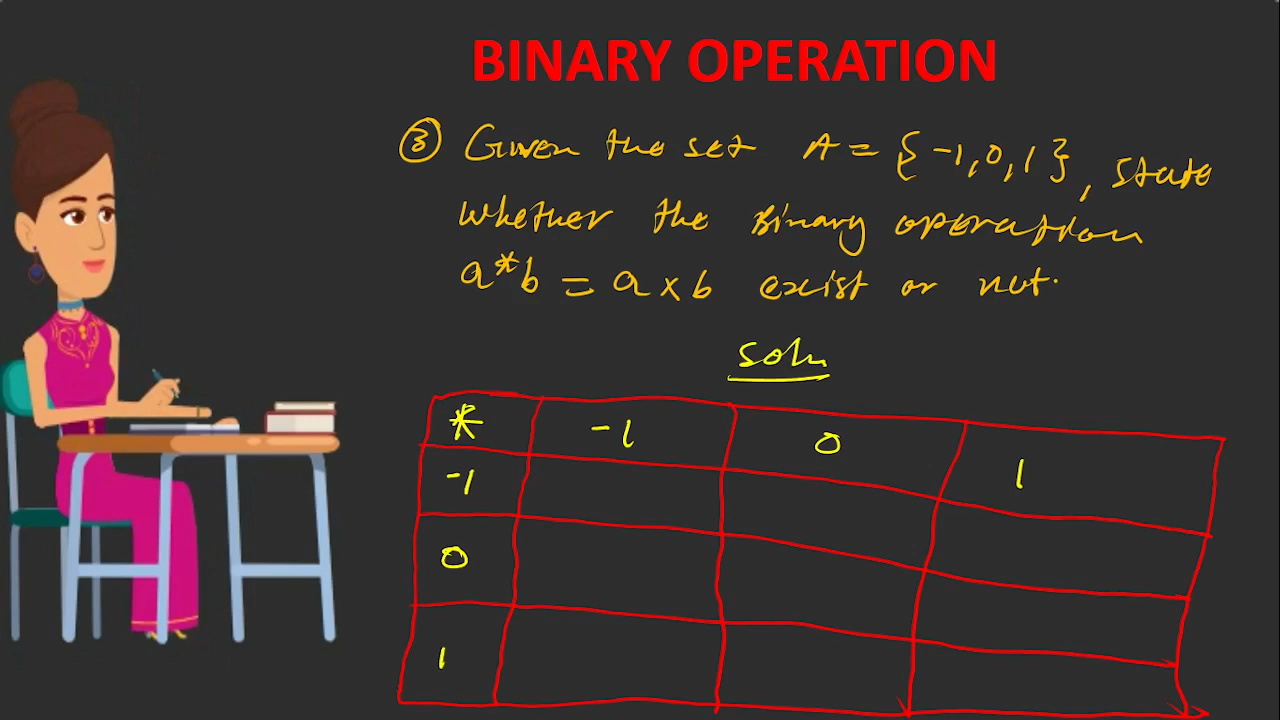 BINARY OPERATION
③ Given the set A = {-1, 0, 1}, state
whether the Binary operation
a*b = a × b exist or not.
soln
* -1 0 1
-1
0
1